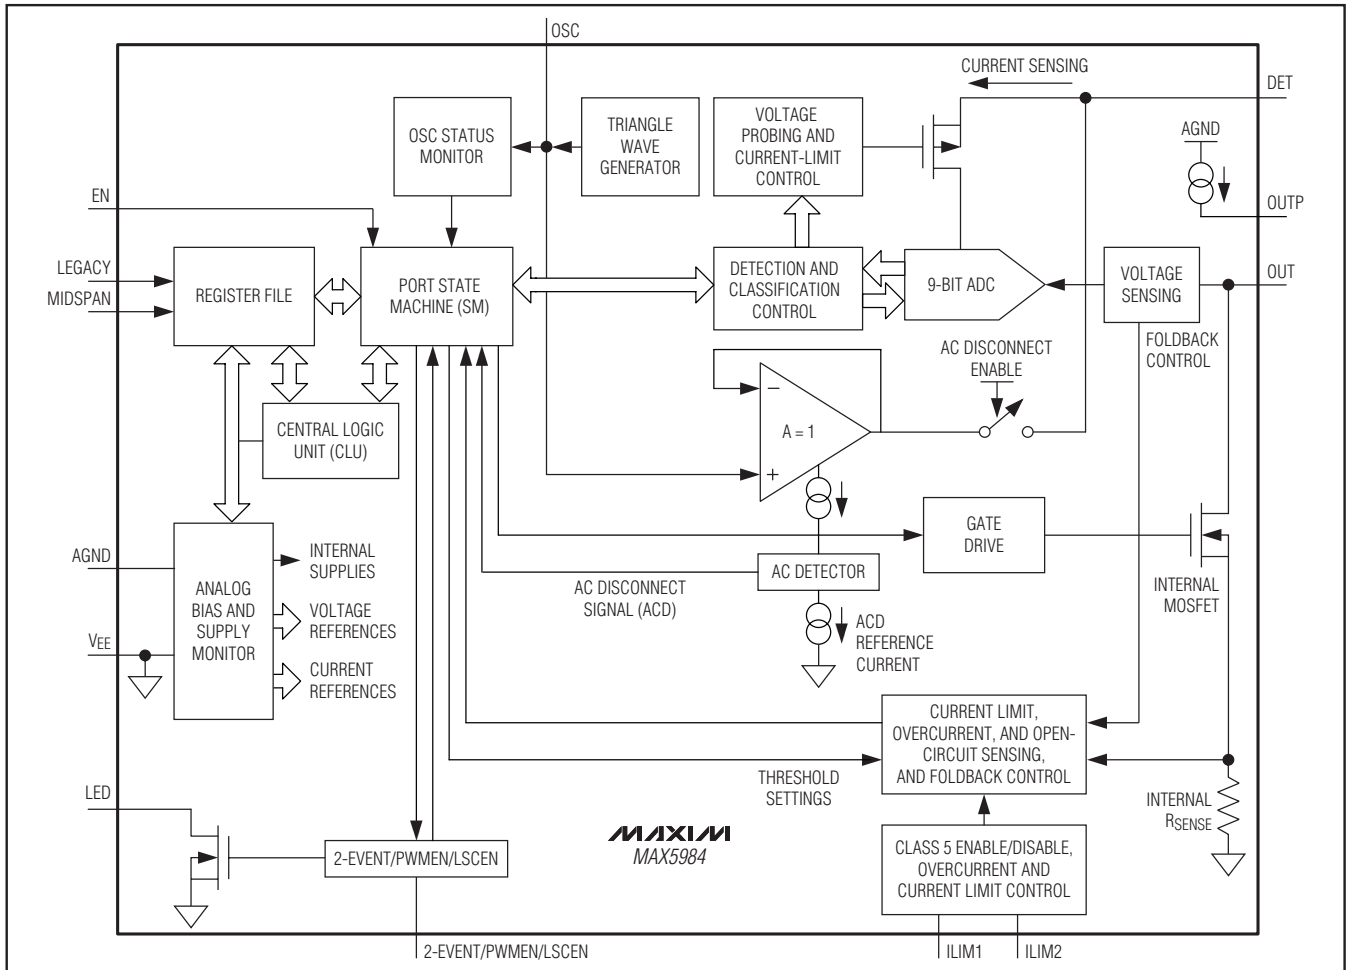 OSC
CURRENT SENSING
DET
OSC STATUS
MONITOR
TRIANGLE
WAVE
GENERATOR
VOLTAGE
PROBING AND
CURRENT-LIMIT
CONTROL
AGND
OUTP
EN
LEGACY
MIDSPAN
REGISTER FILE
PORT STATE
MACHINE (SM)
DETECTION AND
CLASSIFICATION
CONTROL
9-BIT ADC
VOLTAGE
SENSING
OUT
FOLDBACK
CONTROL
AC DISCONNECT
ENABLE
−
A = 1
+
CENTRAL LOGIC
UNIT (CLU)
GATE
DRIVE
AGND
INTERNAL
SUPPLIES
ANALOG
BIAS AND
SUPPLY
MONITOR
VOLTAGE
REFERENCES
CURRENT
REFERENCES
VEE
AC DISCONNECT
SIGNAL (ACD)
AC DETECTOR
ACD
REFERENCE
CURRENT
INTERNAL
MOSFET
CURRENT LIMIT,
OVERCURRENT, AND OPEN-
CIRCUIT SENSING,
AND FOLDBACK CONTROL
THRESHOLD
SETTINGS
INTERNAL
RSENSE
LED
2-EVENT/PWMEN/LSCEN
MAXIM
MAX5984
CLASS 5 ENABLE/DISABLE,
OVERCURRENT AND
CURRENT LIMIT CONTROL
2-EVENT/PWMEN/LSCEN
ILIM1
ILIM2